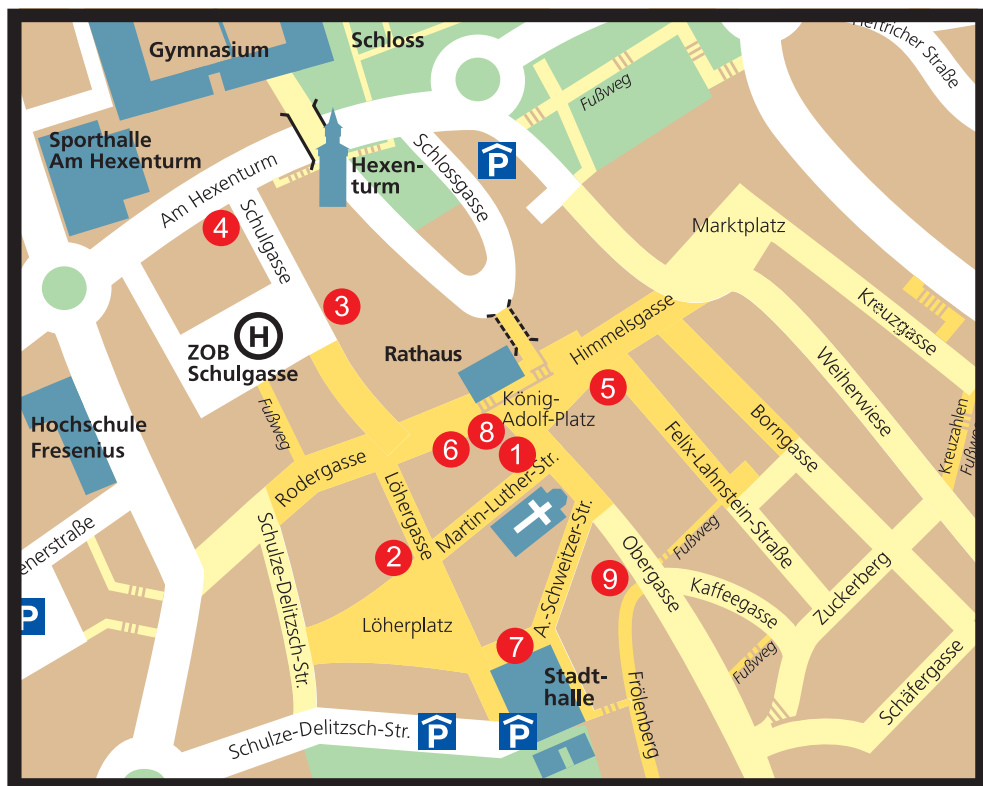 Gymnasium
Schloss
Straße
Fußweg
Sporthalle
Am Hexenturm
Am Hexenturm
Hexen-
turm
Schlossgasse
P
4
Schulgasse
Marktplatz
3
H
ZOB
Schulgasse
Rathaus
Himmelsgasse
Kreuzgasse
Weiherwiese
5
König-
Adolf-Platz
Hochschule
Fresenius
Fußweg
6
8
1
Borngasse
Kreuzahlen
Fußweg
Rodergasse
Löhergasse
Martin-Luther-Str.
Felix-Lahnstein-Straße
Schulze-Delitzsch-Str.
2
A.-Schweitzer-Str.
9
Obergasse
Fußweg
Kaffeegasse
Zuckerberg
enerstraße
P
Löherplatz
7
Stadt-
halle
Frölenberg
Fußweg
Schäfergasse
Schulze-Delitzsch-Str.
P
P